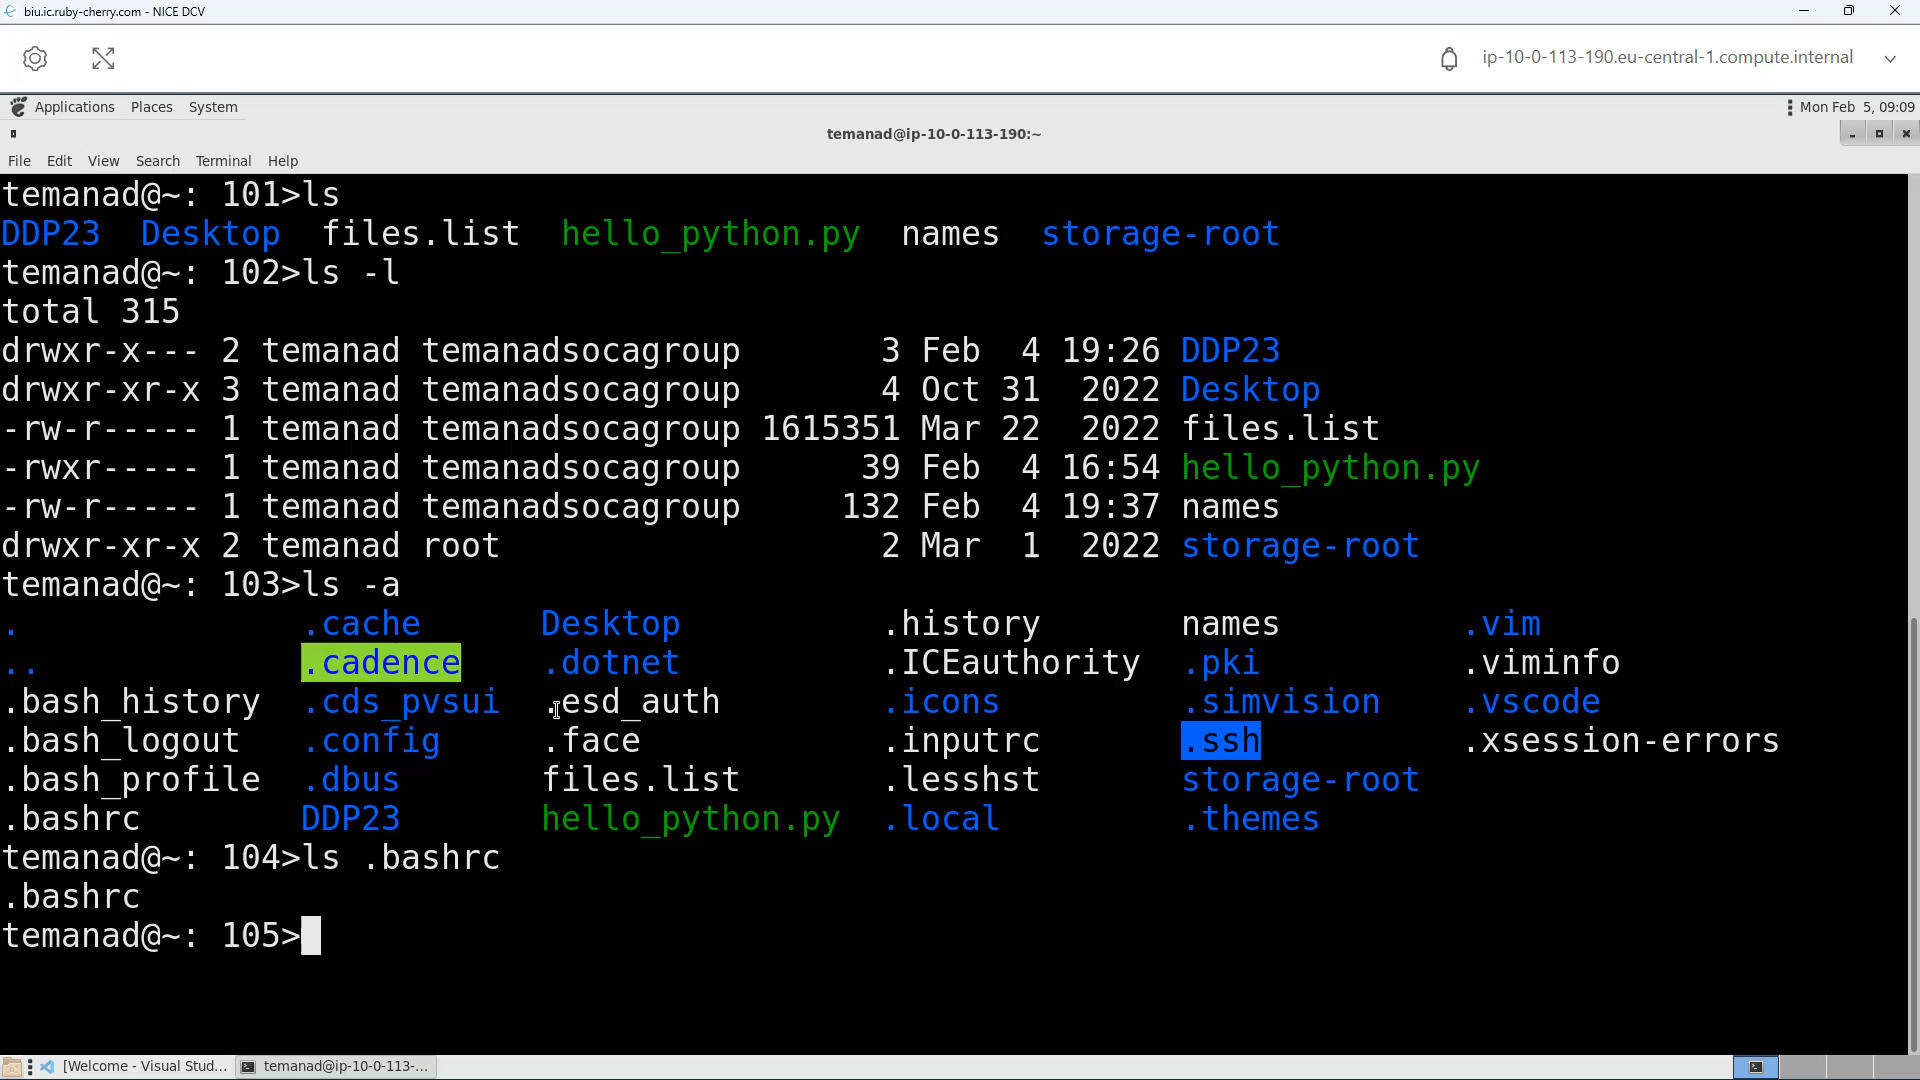 biu.ic.ruby-cherry.com - NICE DCV
ip-10-0-113-190.eu-central-1.compute.internal
Applications Places System Mon Feb 5, 09:09
temanad@ip-10-0-113-190:~
File Edit View Search Terminal Help
temanad@~: 101>ls
DDP23 Desktop files.list hello_python.py names storage-root
temanad@~: 102>ls -l
total 315
drwxr-x--- 2 temanad temanadsocagroup 3 Feb 4 19:26 DDP23
drwxr-xr-x 3 temanad temanadsocagroup 4 Oct 31 2022 Desktop
-rw-r----- 1 temanad temanadsocagroup 1615351 Mar 22 2022 files.list
-rwxr----- 1 temanad temanadsocagroup 39 Feb 4 16:54 hello_python.py
-rw-r----- 1 temanad temanadsocagroup 132 Feb 4 19:37 names
drwxr-xr-x 2 temanad root 2 Mar 1 2022 storage-root
temanad@~: 103>ls -a
. .cache Desktop .history names .vim
.. .cadence .dotnet .ICEauthority .pki .viminfo
.bash_history .cds_pvsui .esd_auth .icons .simvision .vscode
.bash_logout .config .face .inputrc .ssh .xsession-errors
.bash_profile .dbus files.list .lesshst storage-root
.bashrc DDP23 hello_python.py .local .themes
temanad@~: 104>ls .bashrc
.bashrc
temanad@~: 105>
[Welcome - Visual Stud... temanad@ip-10-0-113-...